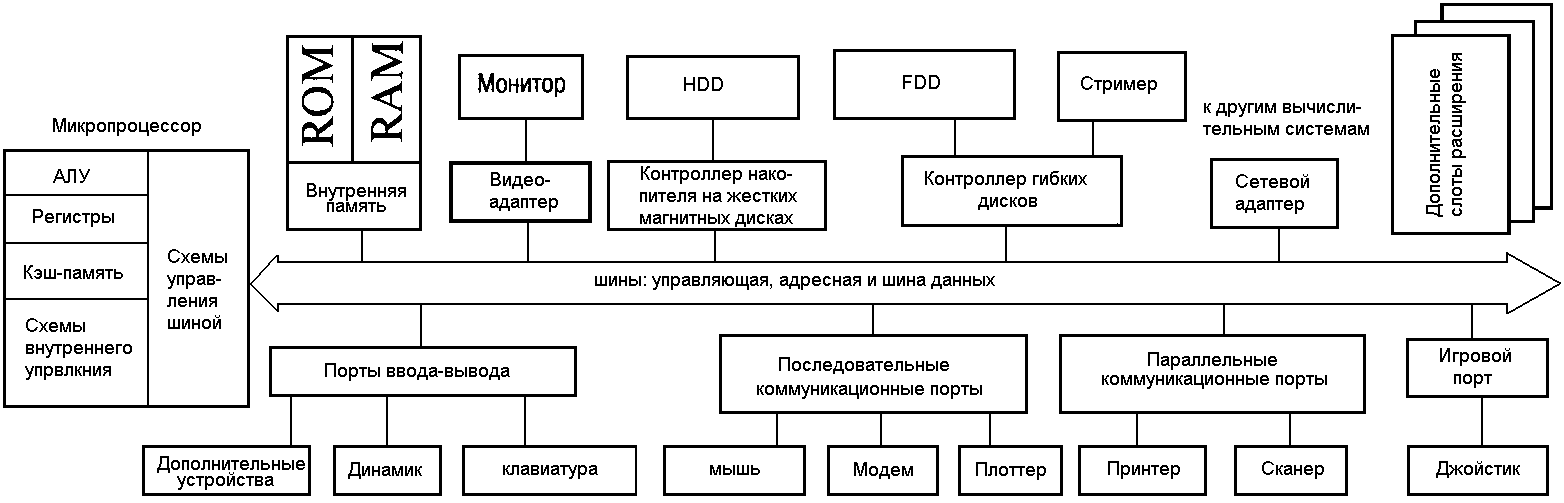 Микропроцессор
АЛУ
Регистры
Кэш-память
Схемы
внутреннего
упрвлкния
Схемы
управ-
ления
шиной
ROM
RAM
Внутренняя
память
Монитор
Видео-
адаптер
HDD
Контроллер нако-
пителя на жестких
магнитных дисках
FDD
Стример
Контроллер гибких
дисков
к другим вычисли-
тельным системам
Сетевой
адаптер
Дополнительные
слоты расширения
шины: управляющая, адресная и шина данных
Порты ввода-вывода
Дополнительные
устройства
Динамик
клавиатура
Последовательные
коммуникационные порты
мышь
Модем
Плоттер
Параллельные
коммуникационные порты
Принтер
Сканер
Игровой
порт
Джойстик